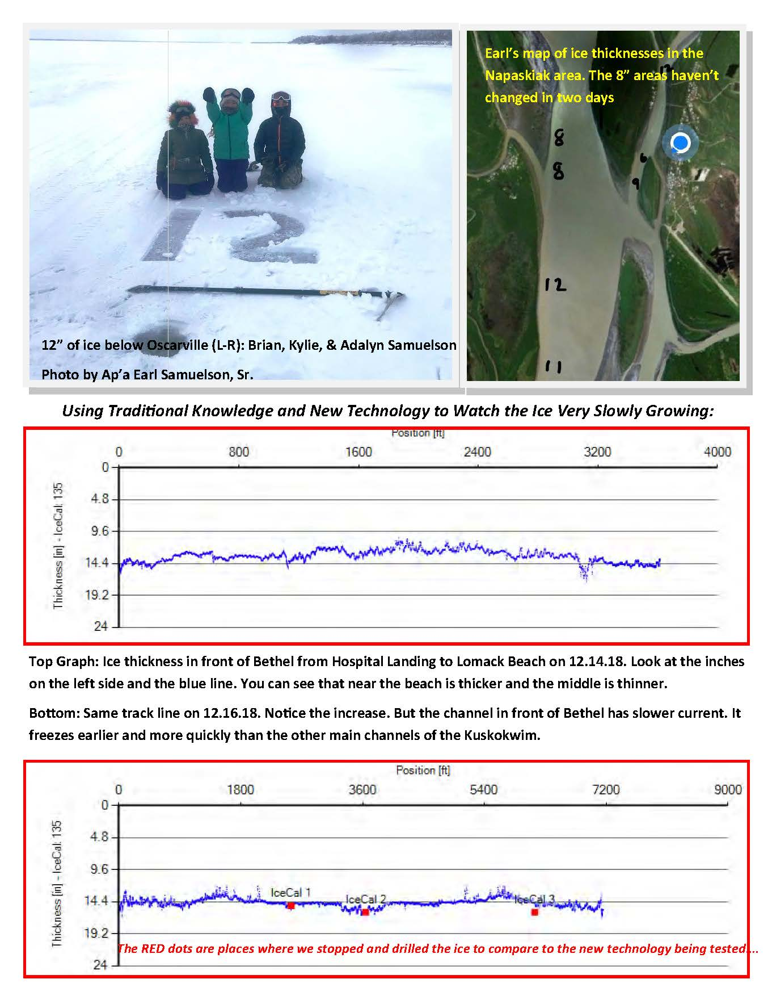 12
12” of ice below Oscarville (L-R): Brian, Kylie, & Adalyn Samuelson
Photo by Ap’a Earl Samuelson, Sr.
Earl’s map of ice thicknesses in the
Napaskiak area. The 8” areas haven’t
changed in two days
8
8
6
9
12
11
Using Traditional Knowledge and New Technology to Watch the Ice Very Slowly Growing:
Position [ft]
0 800 1600 2400 3200 4000
Thickness [in] - IceCal: 135
0
4.8
9.6
14.4
19.2
24
Top Graph: Ice thickness in front of Bethel from Hospital Landing to Lomack Beach on 12.14.18. Look at the inches
on the left side and the blue line. You can see that near the beach is thicker and the middle is thinner.
Bottom: Same track line on 12.16.18. Notice the increase. But the channel in front of Bethel has slower current. It
freezes earlier and more quickly than the other main channels of the Kuskokwim.
Position [ft]
0 1800 3600 5400 7200 9000
Thickness [in] - IceCal: 135
0
4.8
9.6
14.4
19.2
24
IceCal 1
IceCal 2
IceCal 3
The RED dots are places where we stopped and drilled the ice to compare to the new technology being tested....